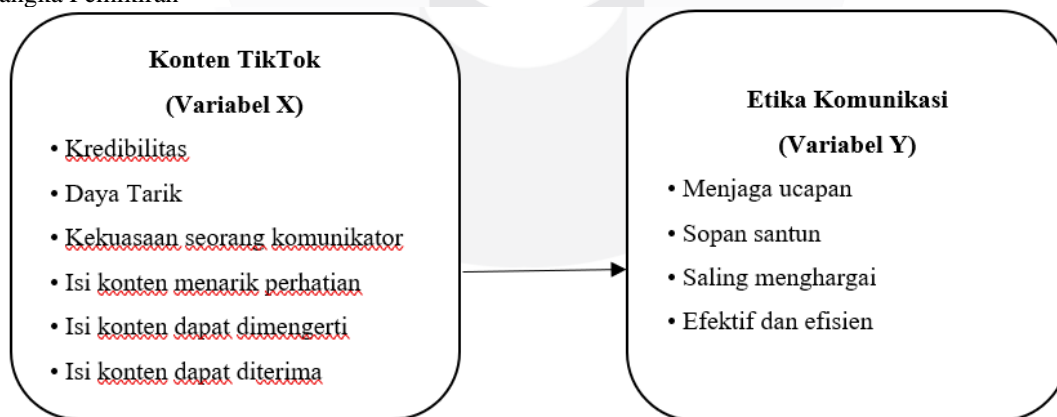 Konten TikTok
(Variabel X)
• Kredibilitas
• Daya Tarik
• Kekuasaan seorang komunikator
• Isi konten menarik perhatian
• Isi konten dapat dimengerti
• Isi konten dapat diterima
Etika Komunikasi
(Variabel Y)
• Menjaga ucapan
• Sopan santun
• Saling menghargai
• Efektif dan efisien